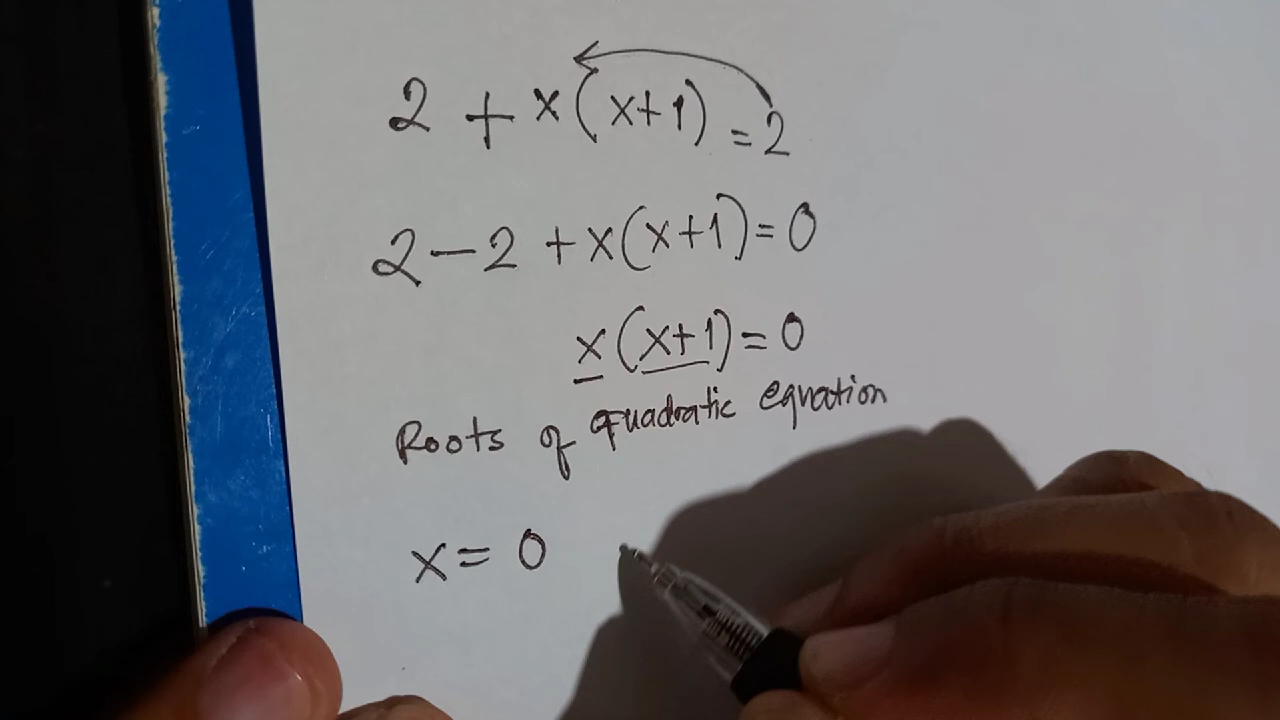 2 + x(x+1) = 2
2 - 2 + x(x+1) = 0
x(x+1) = 0
Roots of quadratic equation
x = 0